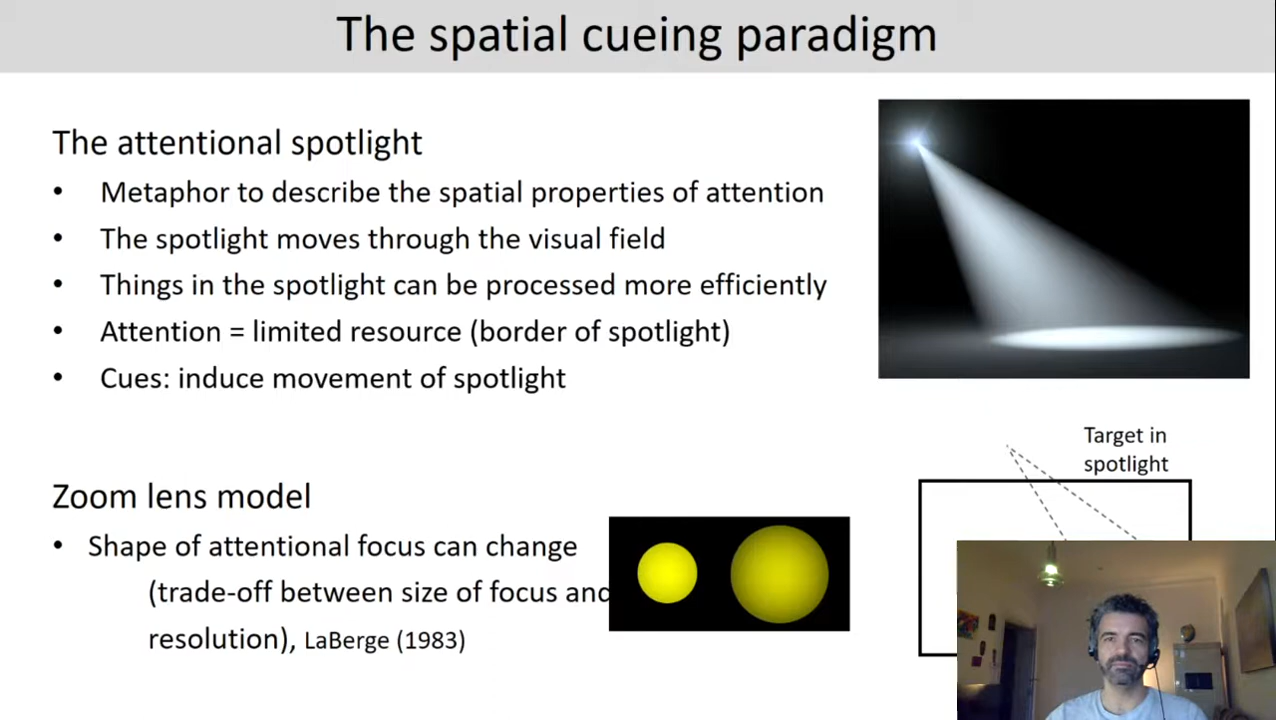 The spatial cueing paradigm
The attentional spotlight
• Metaphor to describe the spatial properties of attention
• The spotlight moves through the visual field
• Things in the spotlight can be processed more efficiently
• Attention = limited resource (border of spotlight)
• Cues: induce movement of spotlight
Target in
spotlight
Zoom lens model
• Shape of attentional focus can change
(trade-off between size of focus and
resolution), LaBerge (1983)